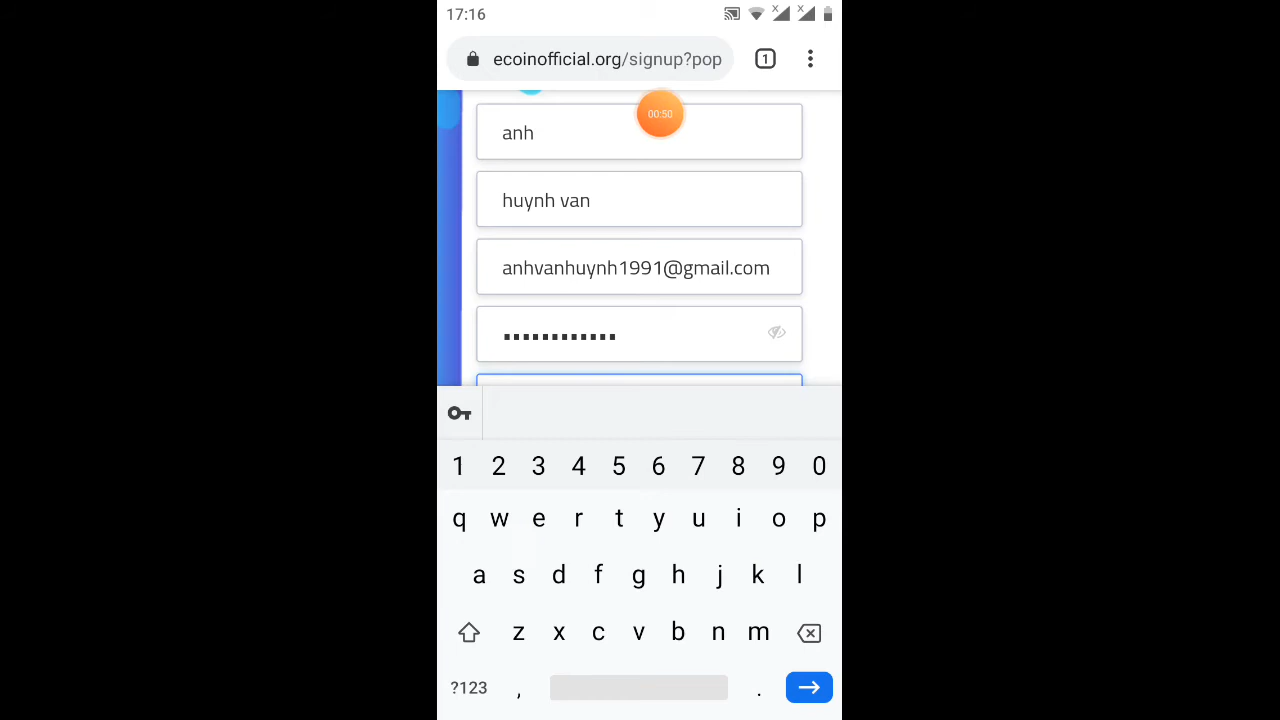 17:16
ecoinofficial.org/signup?pop
1
00:50
anh
huynh van
anhvanhuynh1991@gmail.com
1 2 3 4 5 6 7 8 9 0
q w e r t y u i o p
a s d f g h j k l
z x c v b n m
?123 , .